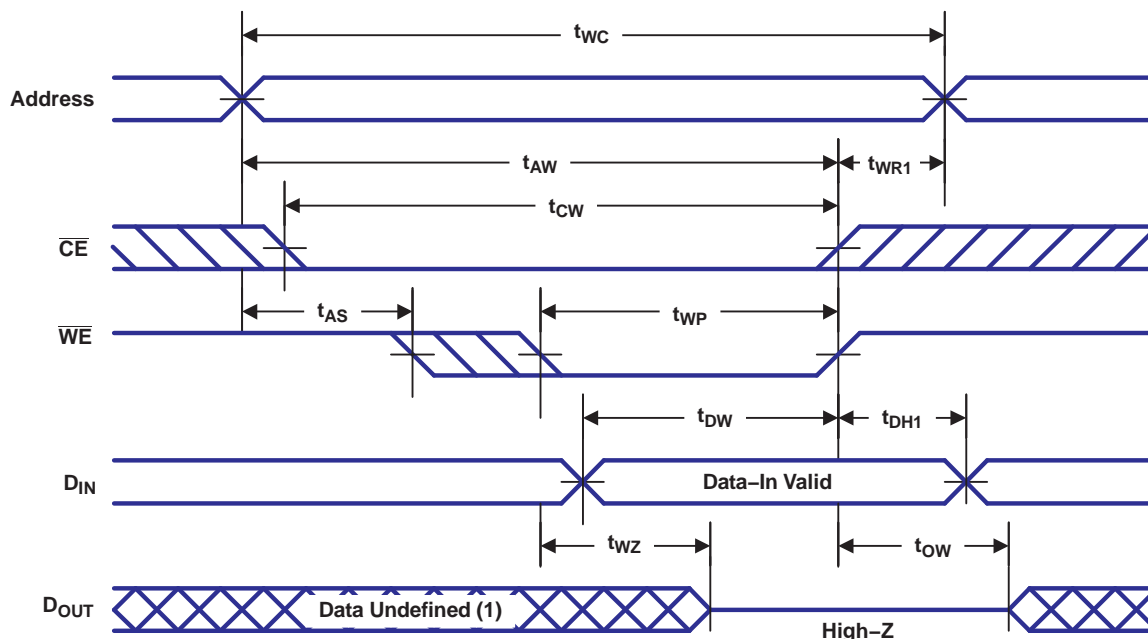 tWC
Address
tAW
tWR1
tCW
CE
tAS
tWP
WE
tDW
tDH1
DIN
Data–In Valid
tWZ
tOW
DOUT
Data Undefined (1)
High–Z